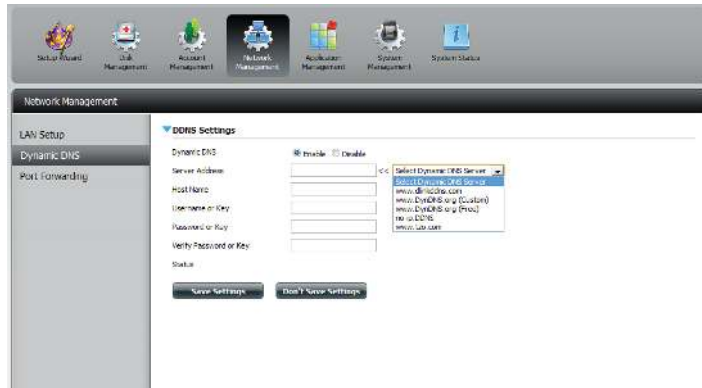 Setup Wizard
Disk Management
Account Management
Network Management
Application Management
System Management
System Status
Network Management
LAN Setup
Dynamic DNS
Port Forwarding
DDNS Settings
Dynamic DNS Enable Disable
Server Address << Select Dynamic DNS Server
Select Dynamic DNS Server
www.dlinkddns.com
Host Name
www.DynDNS.org (Custom)
www.DynDNS.org (Free)
Username or Key
no ip DDNS
www.tzo.com
Password or Key
Verify Password or Key
Status
Save Settings Don't Save Settings